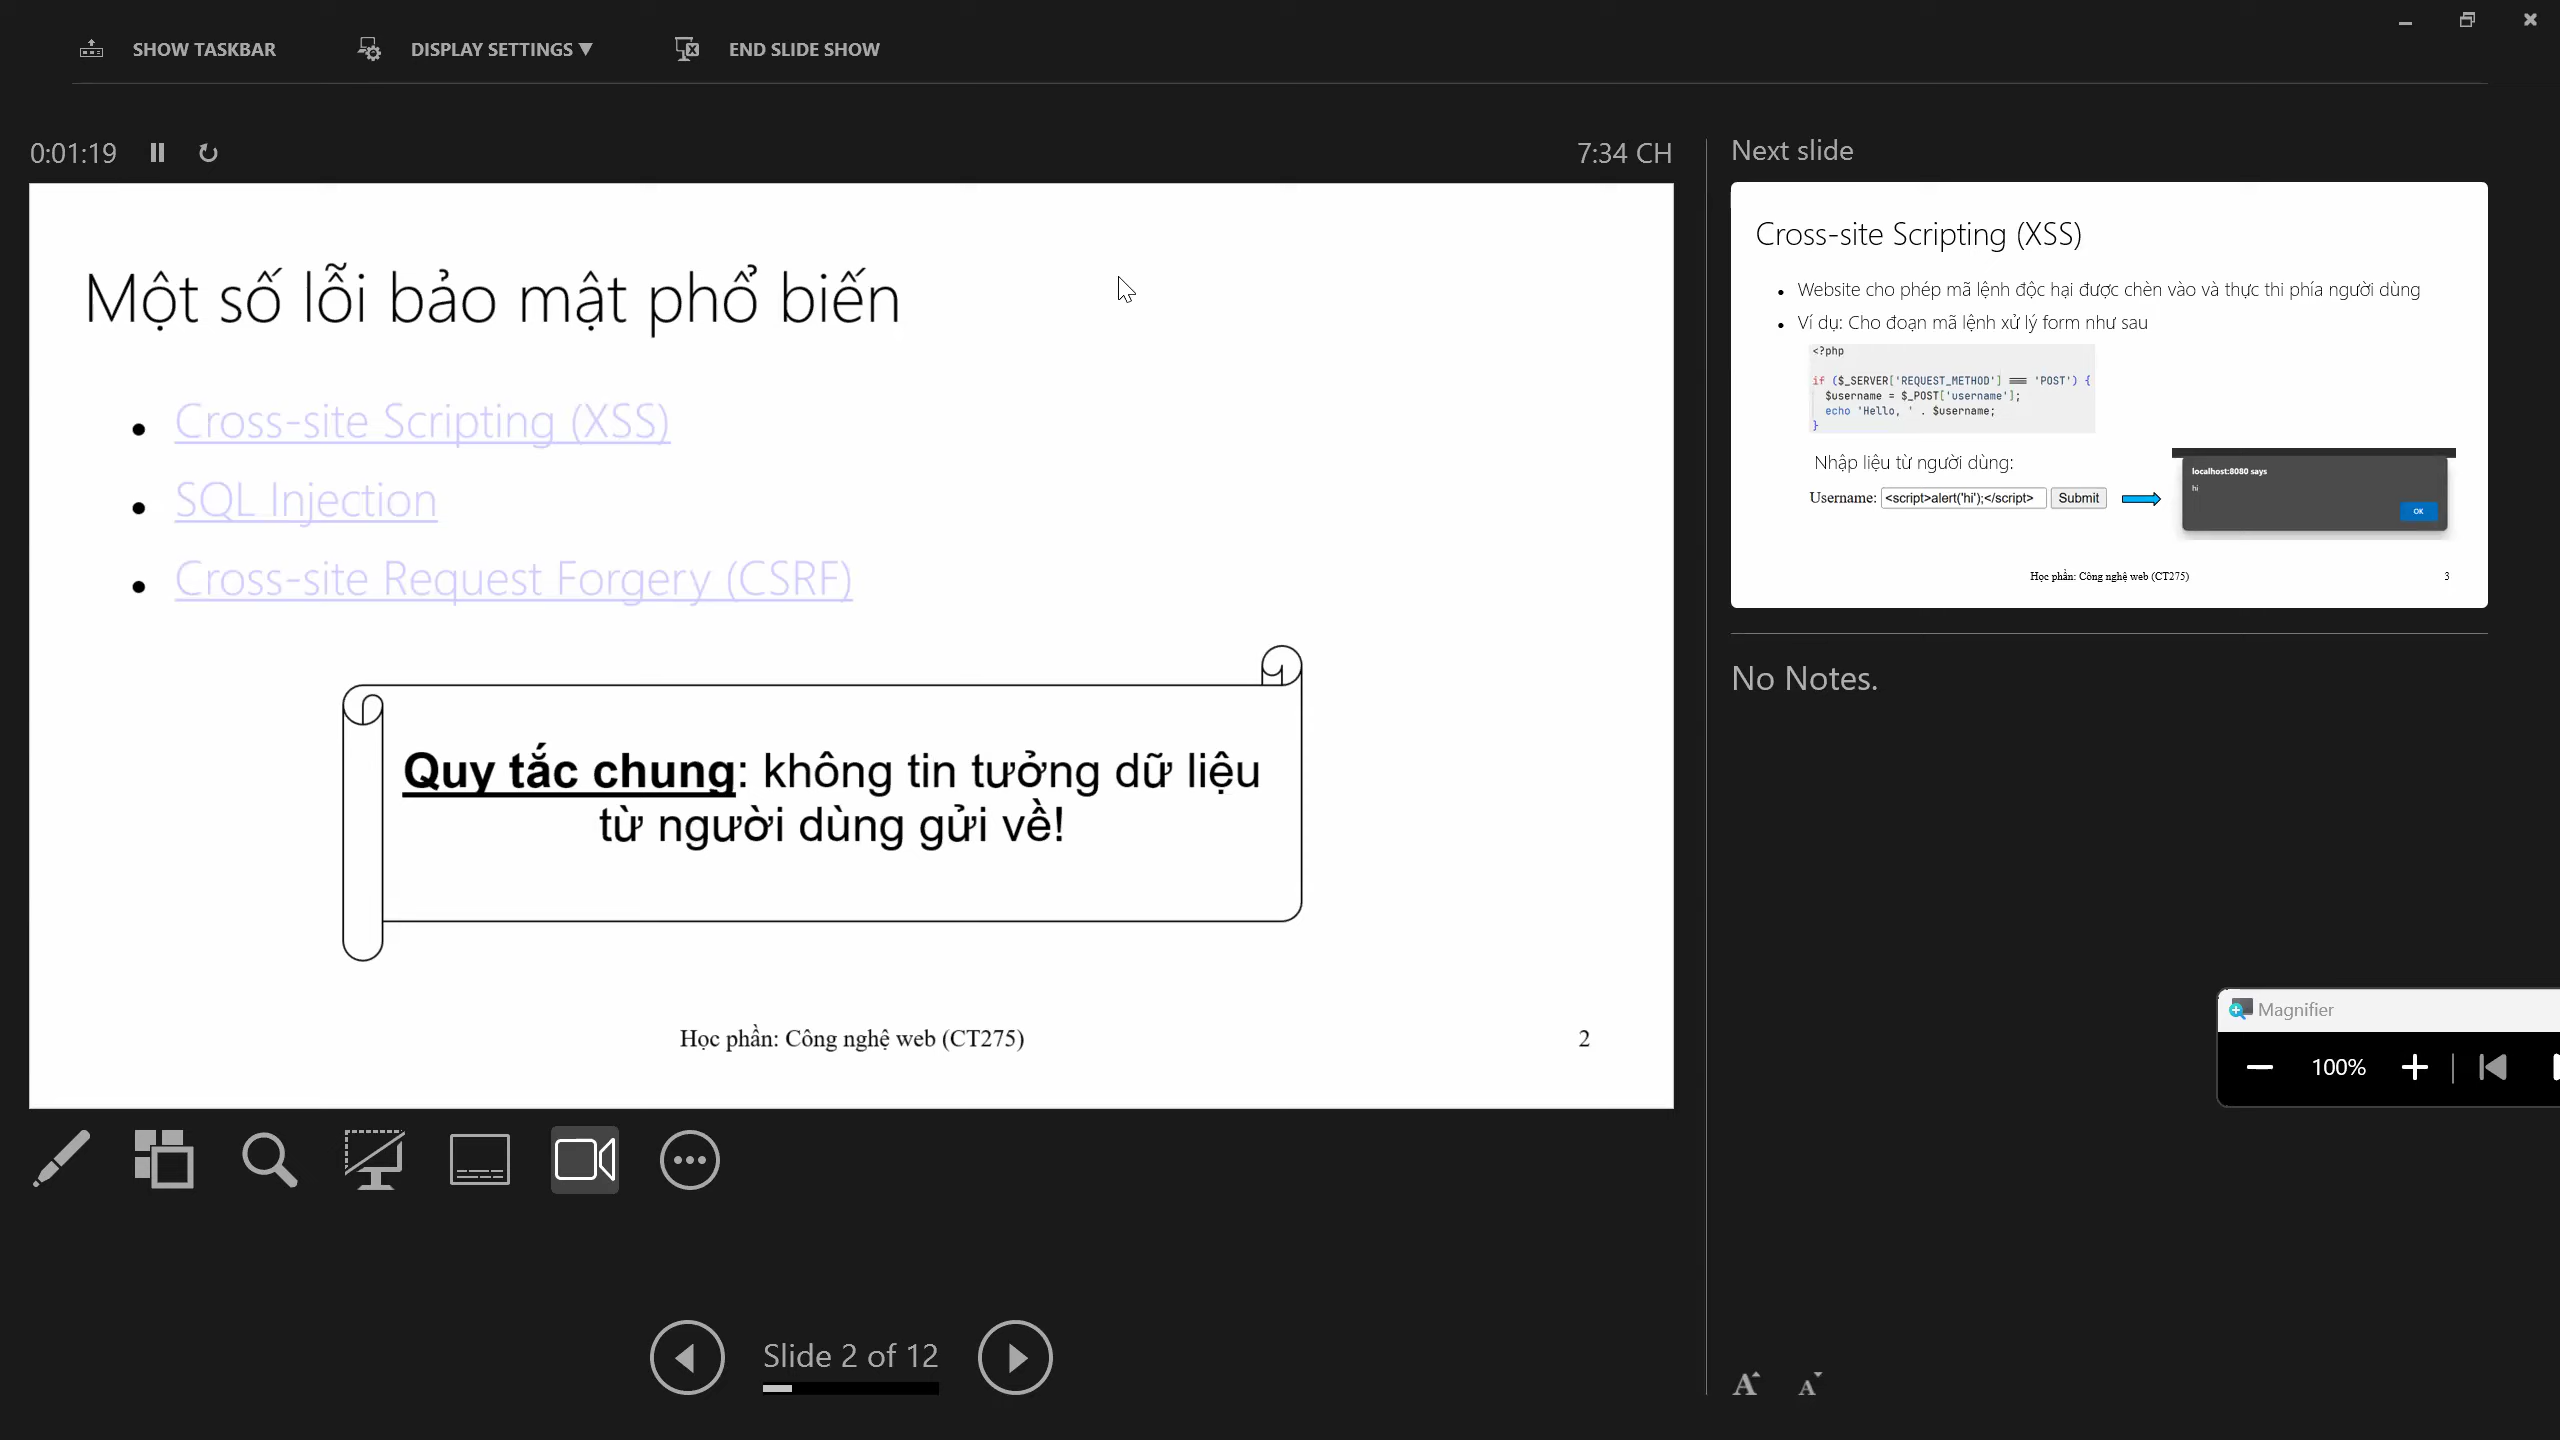 SHOW TASKBAR
DISPLAY SETTINGS ▼
END SLIDE SHOW
0:01:19
7:34 CH
Một số lỗi bảo mật phổ biến
• Cross-site Scripting (XSS)
• SQL Injection
• Cross-site Request Forgery (CSRF)
Quy tắc chung: không tin tưởng dữ liệu
từ người dùng gửi về!
Học phần: Công nghệ web (CT275)
2
Slide 2 of 12
Next slide
Cross-site Scripting (XSS)
• Website cho phép mã lệnh độc hại được chèn vào và thực thi phía người dùng
• Ví dụ: Cho đoạn mã lệnh xử lý form như sau
<?php
if ($_SERVER['REQUEST_METHOD'] === 'POST') {
$username = $_POST['username'];
echo 'Hello, ' . $username;
}
Nhập liệu từ người dùng:
Username: <script>alert('hi');</script> Submit
localhost:8080 says
hi
OK
Học phần: Công nghệ web (CT275)
3
No Notes.
Magnifier
100%
A
A